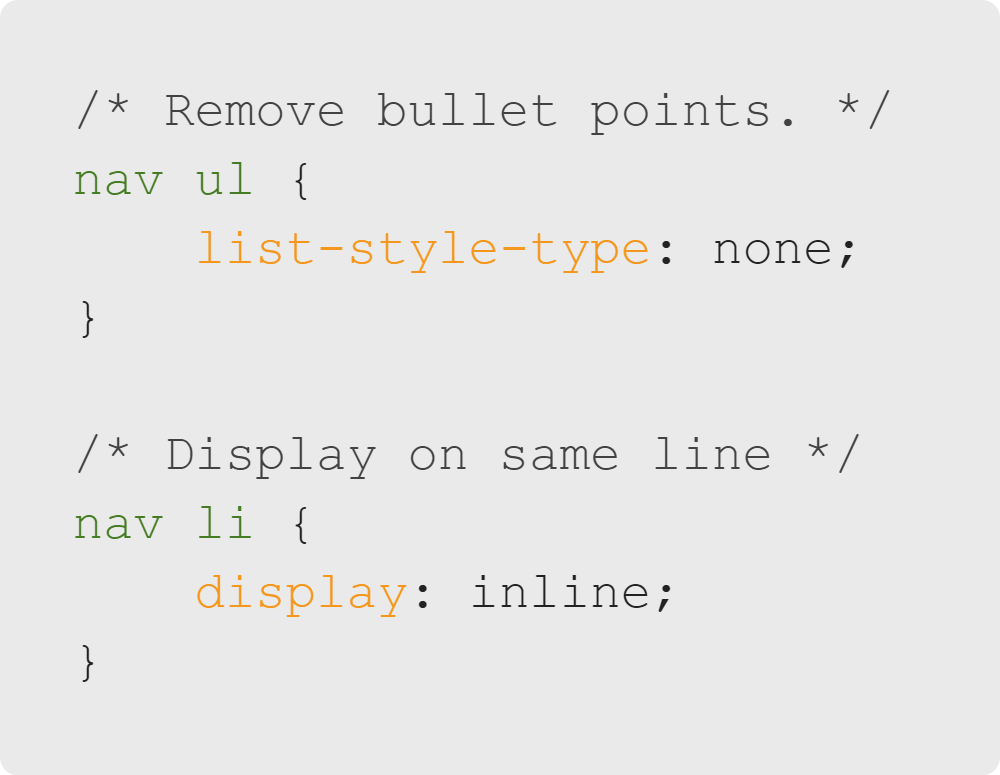 /* Remove bullet points. */
nav ul {
    list-style-type: none;
}

/* Display on same line */
nav li {
    display: inline;
}